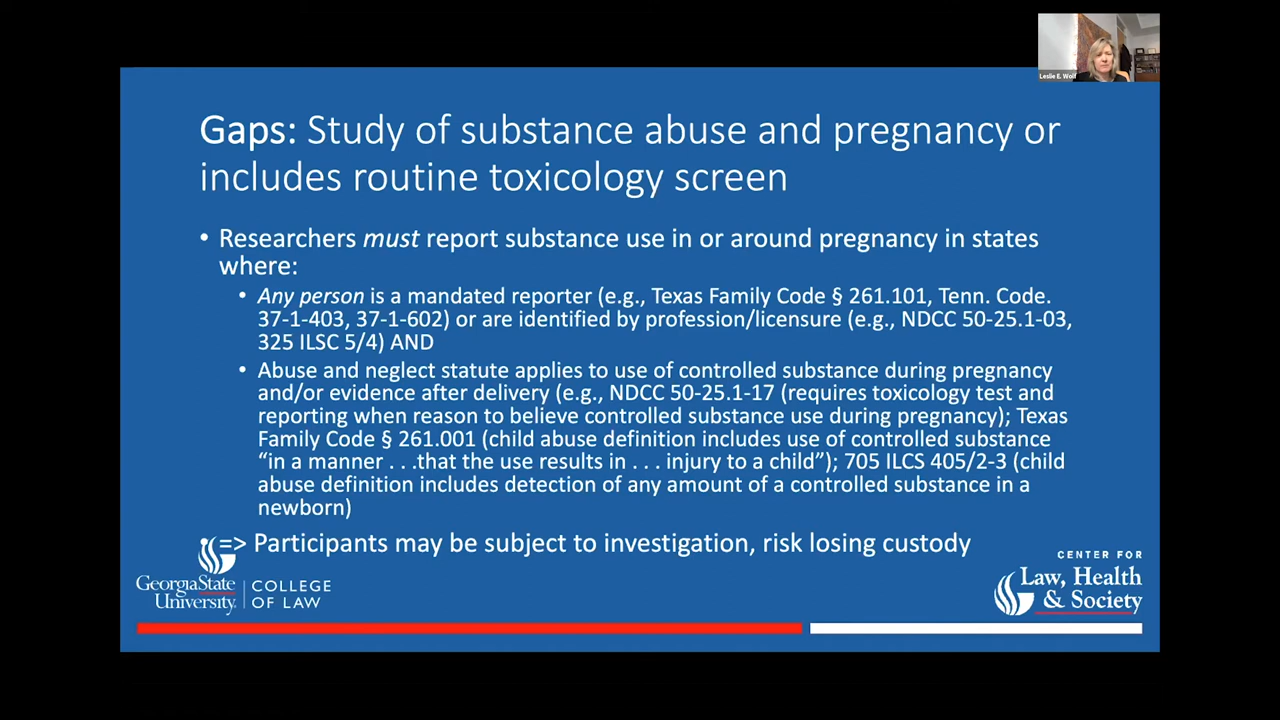 Leslie E. Wolf
Gaps: Study of substance abuse and pregnancy or
includes routine toxicology screen
• Researchers must report substance use in or around pregnancy in states
where:
• Any person is a mandated reporter (e.g., Texas Family Code § 261.101, Tenn. Code.
37-1-403, 37-1-602) or are identified by profession/licensure (e.g., NDCC 50-25.1-03,
325 ILSC 5/4) AND
• Abuse and neglect statute applies to use of controlled substance during pregnancy
and/or evidence after delivery (e.g., NDCC 50-25.1-17 (requires toxicology test and
reporting when reason to believe controlled substance use during pregnancy); Texas
Family Code § 261.001 (child abuse definition includes use of controlled substance
“in a manner . . .that the use results in . . . injury to a child”); 705 ILCS 405/2-3 (child
abuse definition includes detection of any amount of a controlled substance in a
newborn)
• => Participants may be subject to investigation, risk losing custody
GeorgiaState
University
COLLEGE
OF LAW
CENTER FOR
Law, Health
& Society